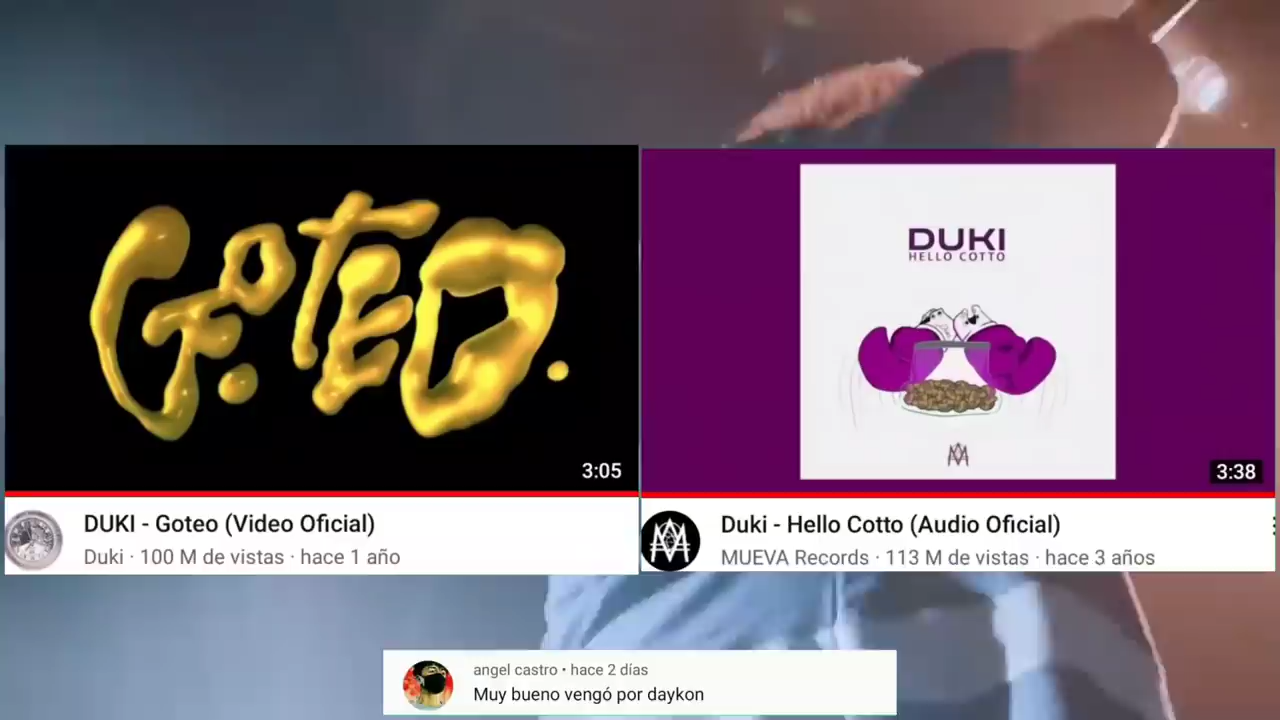 GOTEO.
3:05
DUKI - Goteo (Video Oficial)
Duki · 100 M de vistas · hace 1 año
DUKI
HELLO COTTO
3:38
Duki - Hello Cotto (Audio Oficial)
MUEVA Records · 113 M de vistas · hace 3 años
angel castro • hace 2 días
Muy bueno vengó por daykon